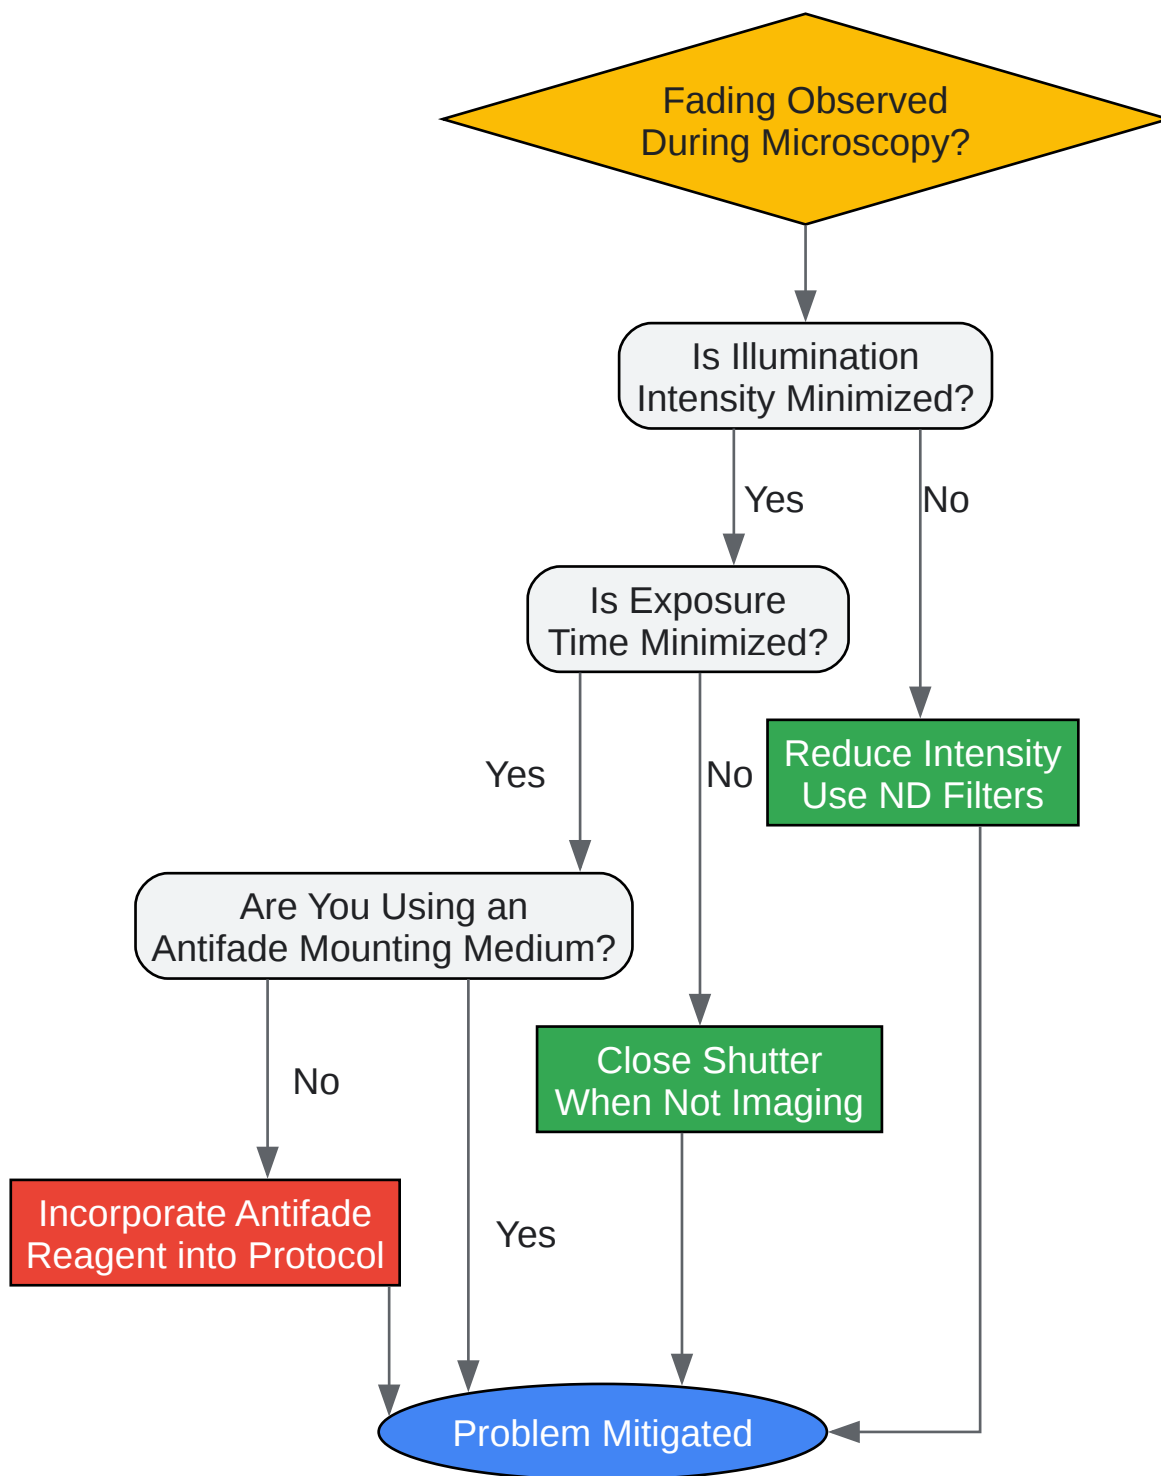 Fading Observed
During Microscopy?
Is Illumination
Intensity Minimized?
Yes
No
Is Exposure
Time Minimized?
Reduce Intensity
Use ND Filters
Yes
No
Are You Using an
Antifade Mounting Medium?
Close Shutter
When Not Imaging
No
Incorporate Antifade
Reagent into Protocol
Yes
Problem Mitigated